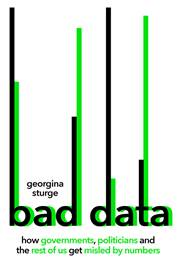 georgina
sturge
bad data
how governments, politicians and
the rest of us get misled by numbers